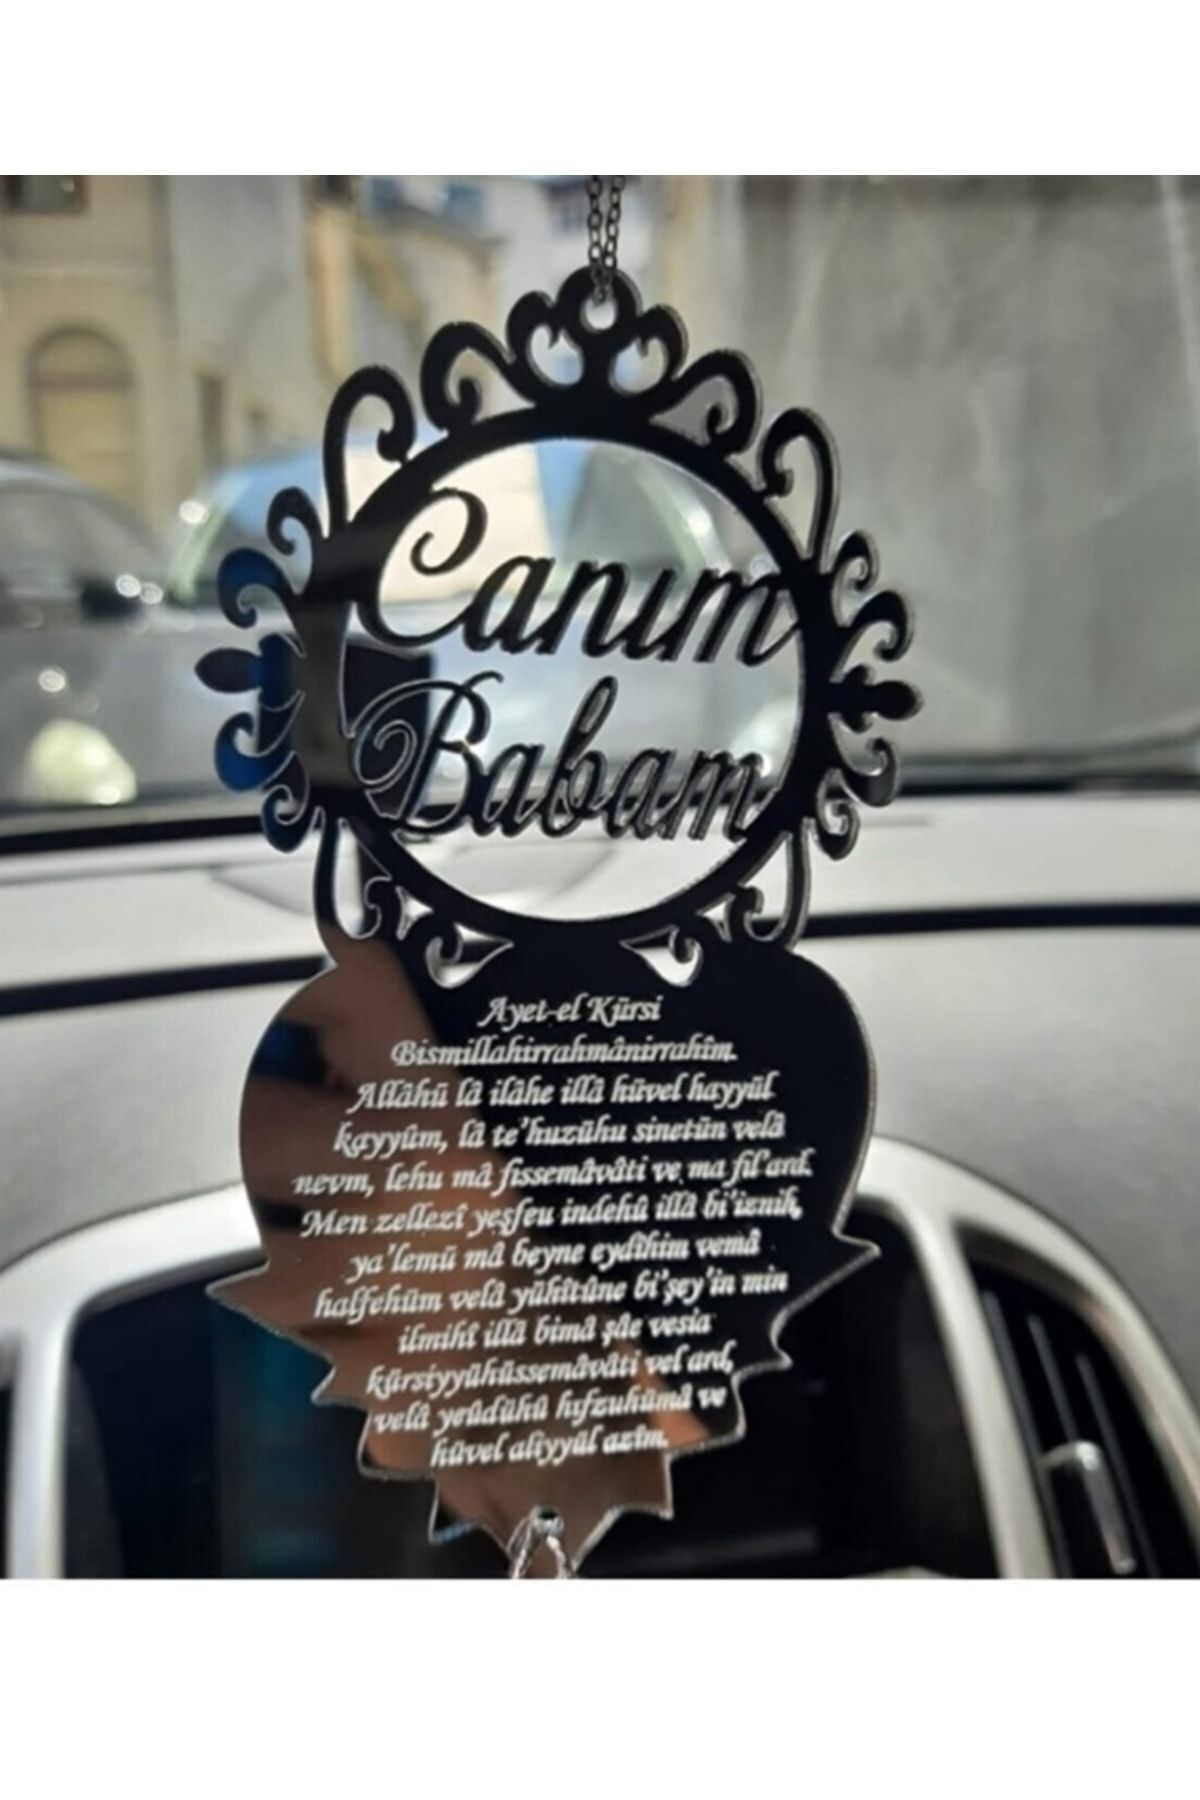 Canım
Babam
Ayet-el Kürsi
Bismillahirrahmânirrahîm.
Allâhü lâ ilâhe illâ hüvel hayyül
kayyûm, lâ te'huzühu sinetün velâ
nevm, lehu mâ fissemâvâti ve ma fil'ard.
Men zellezî yeşfeu indehû illâ bi'iznih,
ya'lemü mâ beyne eydîhim vemâ
halfehüm velâ yühîtûne bi'şey'in min
ilmihî illâ bimâ şâe vesia
kürsiyyühüssemâvâti vel ard,
velâ yeûdühû hıfzuhümâ ve
hüvel aliyyül azîm.